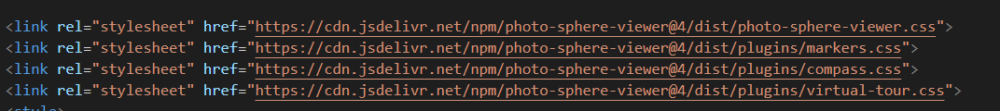 <link rel="stylesheet" href="https://cdn.jsdelivr.net/npm/photo-sphere-viewer@4/dist/photo-sphere-viewer.css">
<link rel="stylesheet" href="https://cdn.jsdelivr.net/npm/photo-sphere-viewer@4/dist/plugins/markers.css">
<link rel="stylesheet" href="https://cdn.jsdelivr.net/npm/photo-sphere-viewer@4/dist/plugins/compass.css">
<link rel="stylesheet" href="https://cdn.jsdelivr.net/npm/photo-sphere-viewer@4/dist/plugins/virtual-tour.css">
<style>